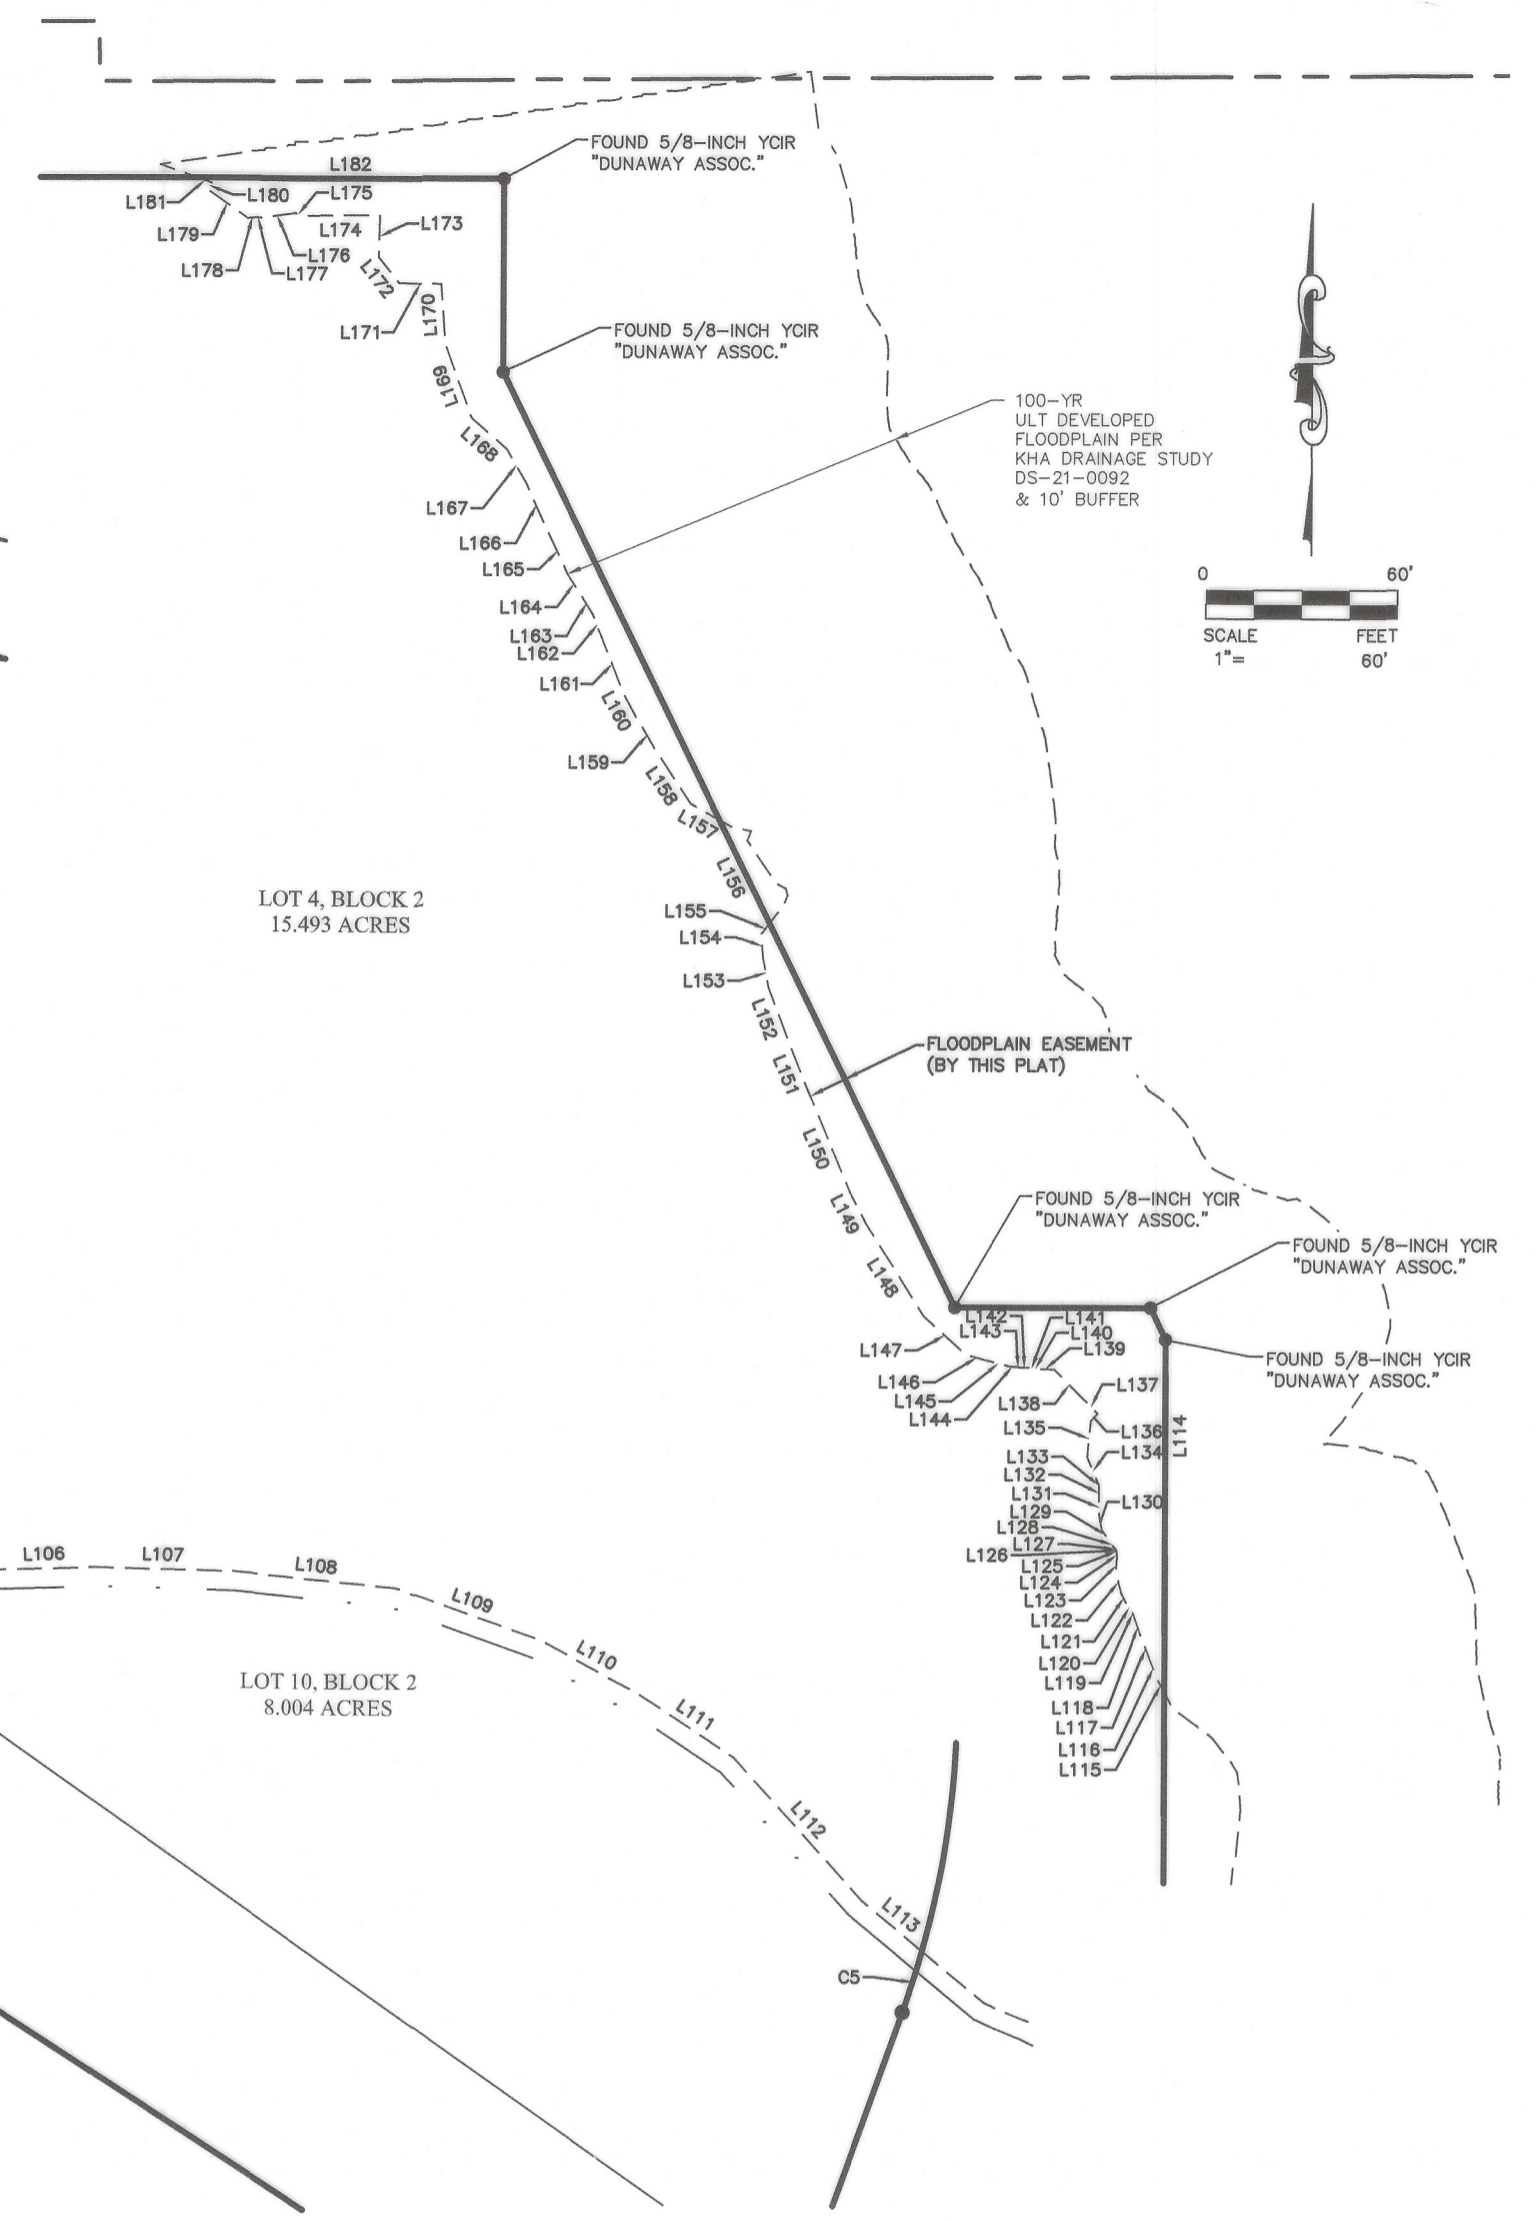 FOUND 5/8-INCH YCIR
"DUNAWAY ASSOC."
L182
L181
L180
L175
L179
L174
L173
L178
L177
L176
L172
L171
L170
FOUND 5/8-INCH YCIR
"DUNAWAY ASSOC."
L169
100-YR
ULT DEVELOPED
FLOODPLAIN PER
KHA DRAINAGE STUDY
DS-21-0092
& 10' BUFFER
L168
L167
L166
L165
L164
L163
L162
L161
L160
L159
L158
L157
0 60'
SCALE FEET
1"= 60'
LOT 4, BLOCK 2
15.493 ACRES
L156
L155
L154
L153
L152
L151
FLOODPLAIN EASEMENT
(BY THIS PLAT)
L150
L149
L148
FOUND 5/8-INCH YCIR
"DUNAWAY ASSOC."
FOUND 5/8-INCH YCIR
"DUNAWAY ASSOC."
FOUND 5/8-INCH YCIR
"DUNAWAY ASSOC."
L142
L143
L141
L140
L139
L147
L146
L145
L144
L138
L137
L136
L135
L134
L114
L133
L132
L131
L130
L129
L128
L127
L126
L125
L124
L123
L122
L121
L120
L119
L118
L117
L116
L115
L106
L107
L108
L109
L110
L111
L112
L113
LOT 10, BLOCK 2
8.004 ACRES
C5